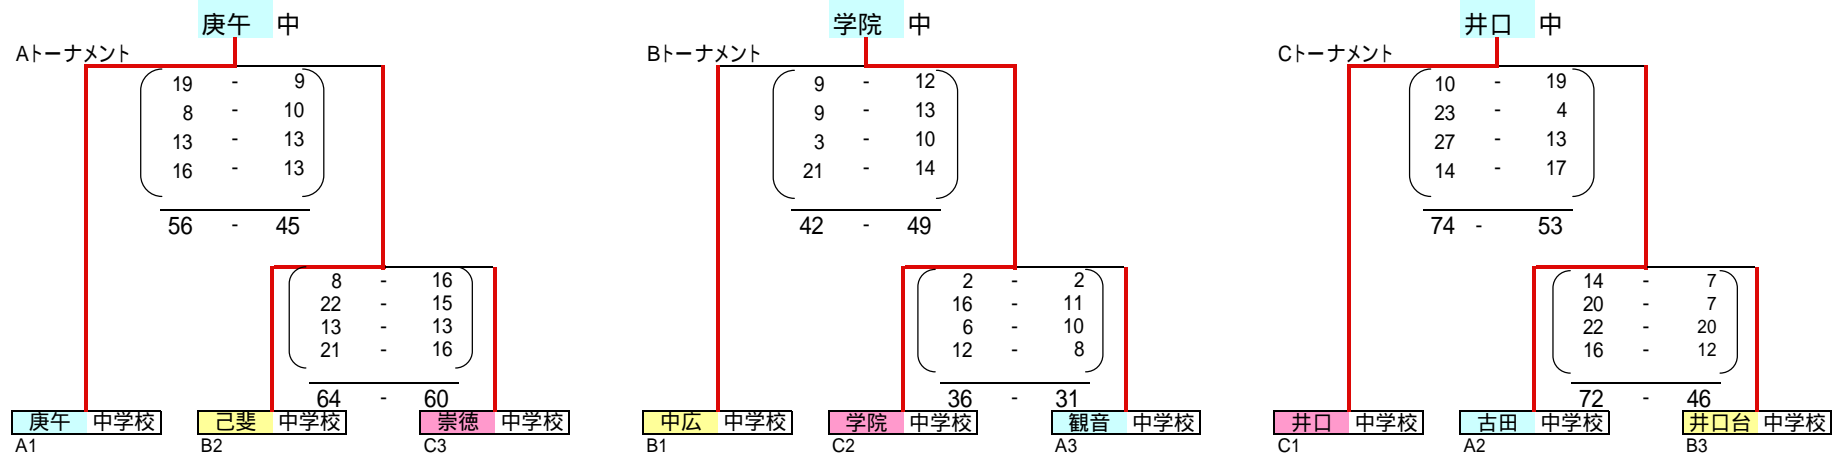 庚午 中
Aトーナメント
19 - 9
8 - 10
13 - 13
16 - 13
56 - 45
8 - 16
22 - 15
13 - 13
21 - 16
64 - 60
庚午 中学校
A1
己斐 中学校
B2
崇徳 中学校
C3
学院 中
Bトーナメント
9 - 12
9 - 13
3 - 10
21 - 14
42 - 49
2 - 2
16 - 11
6 - 10
12 - 8
36 - 31
中広 中学校
B1
学院 中学校
C2
観音 中学校
A3
井口 中
Cトーナメント
10 - 19
23 - 4
27 - 13
14 - 17
74 - 53
14 - 7
20 - 7
22 - 20
16 - 12
72 - 46
井口 中学校
C1
古田 中学校
A2
井口台 中学校
B3